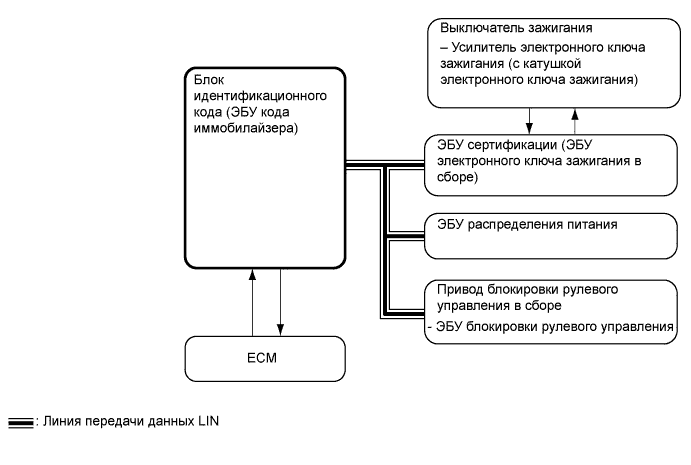 Выключатель зажигания
– Усилитель электронного ключа
зажигания (с катушкой
электронного ключа зажигания)
Блок
идентификационного
кода (ЭБУ кода
иммобилайзера)
ЭБУ сертификации (ЭБУ
электронного ключа зажигания в
сборе)
ЭБУ распределения питания
Привод блокировки рулевого
управления в сборе
- ЭБУ блокировки рулевого управления
ECM
: Линия передачи данных LIN